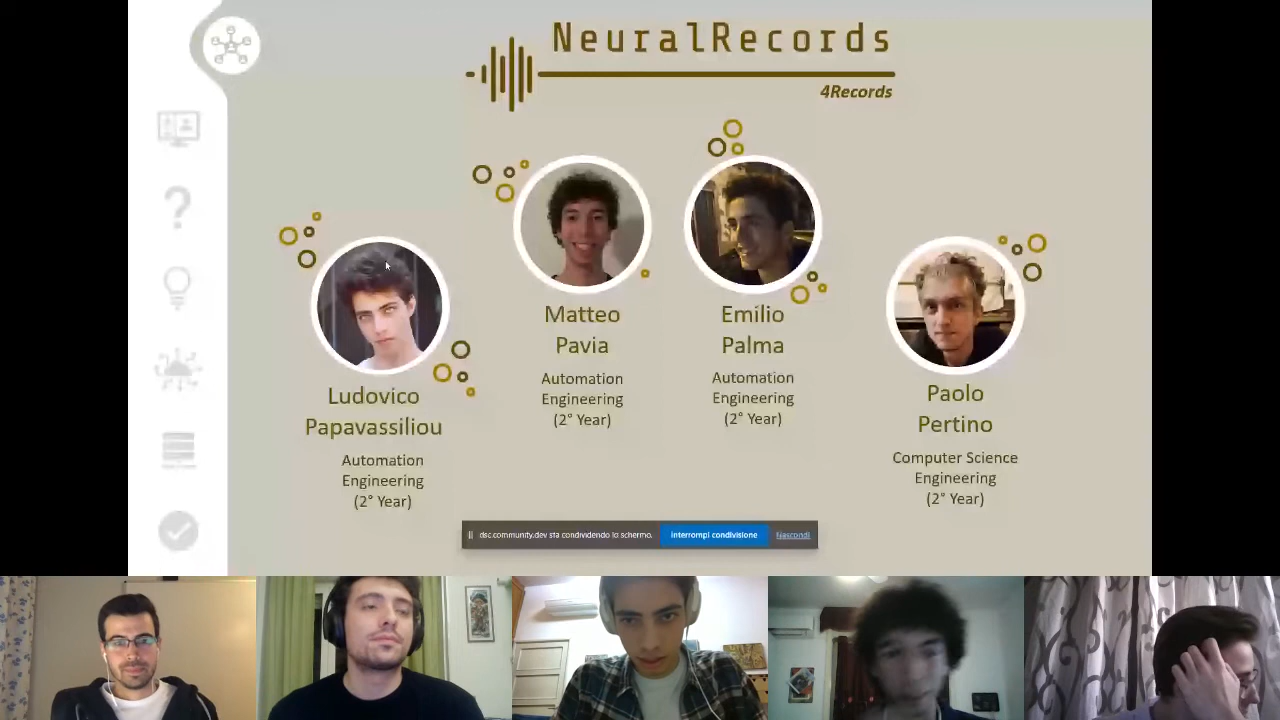 NeuralRecords
4Records
Ludovico
Papavassiliou
Automation
Engineering
(2° Year)
Matteo
Pavia
Automation
Engineering
(2° Year)
Emilio
Palma
Automation
Engineering
(2° Year)
Paolo
Pertino
Computer Science
Engineering
(2° Year)
dsc.community.dev sta condividendo lo schermo. Interrompi condivisione Nascondi